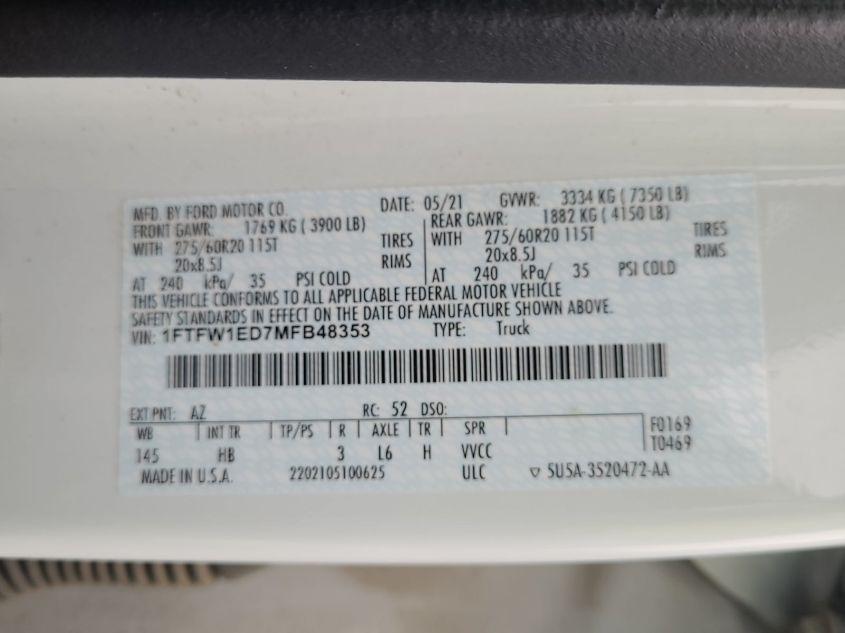 MFD. BY FORD MOTOR CO. DATE: 05/21 GVWR: 3334 KG ( 7350 LB)
FRONT GAWR: 1769 KG ( 3900 LB) REAR GAWR: 1882 KG ( 4150 LB)
WITH 275/60R20 115T TIRES WITH 275/60R20 115T TIRES
20x8.5J RIMS 20x8.5J RIMS
AT 240 kPa/ 35 PSI COLD AT 240 kPa/ 35 PSI COLD
THIS VEHICLE CONFORMS TO ALL APPLICABLE FEDERAL MOTOR VEHICLE
SAFETY STANDARDS IN EFFECT ON THE DATE OF MANUFACTURE SHOWN ABOVE.
VIN: 1FTFW1ED7MFB48353 TYPE: Truck
EXT PNT: AZ RC: 52 DSO:
WB INT TR TP/PS R AXLE TR SPR F0169
145 HB 3 L6 H VVCC T0469
MADE IN U.S.A. 2202105100625 ULC ▽ SU5A-3520472-AA